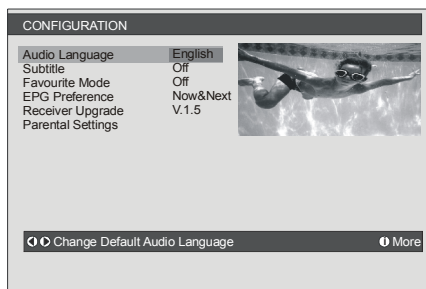 CONFIGURATION
Audio Language English
Subtitle Off
Favourite Mode Off
EPG Preference Now&Next
Receiver Upgrade V.1.5
Parental Settings
Change Default Audio Language More